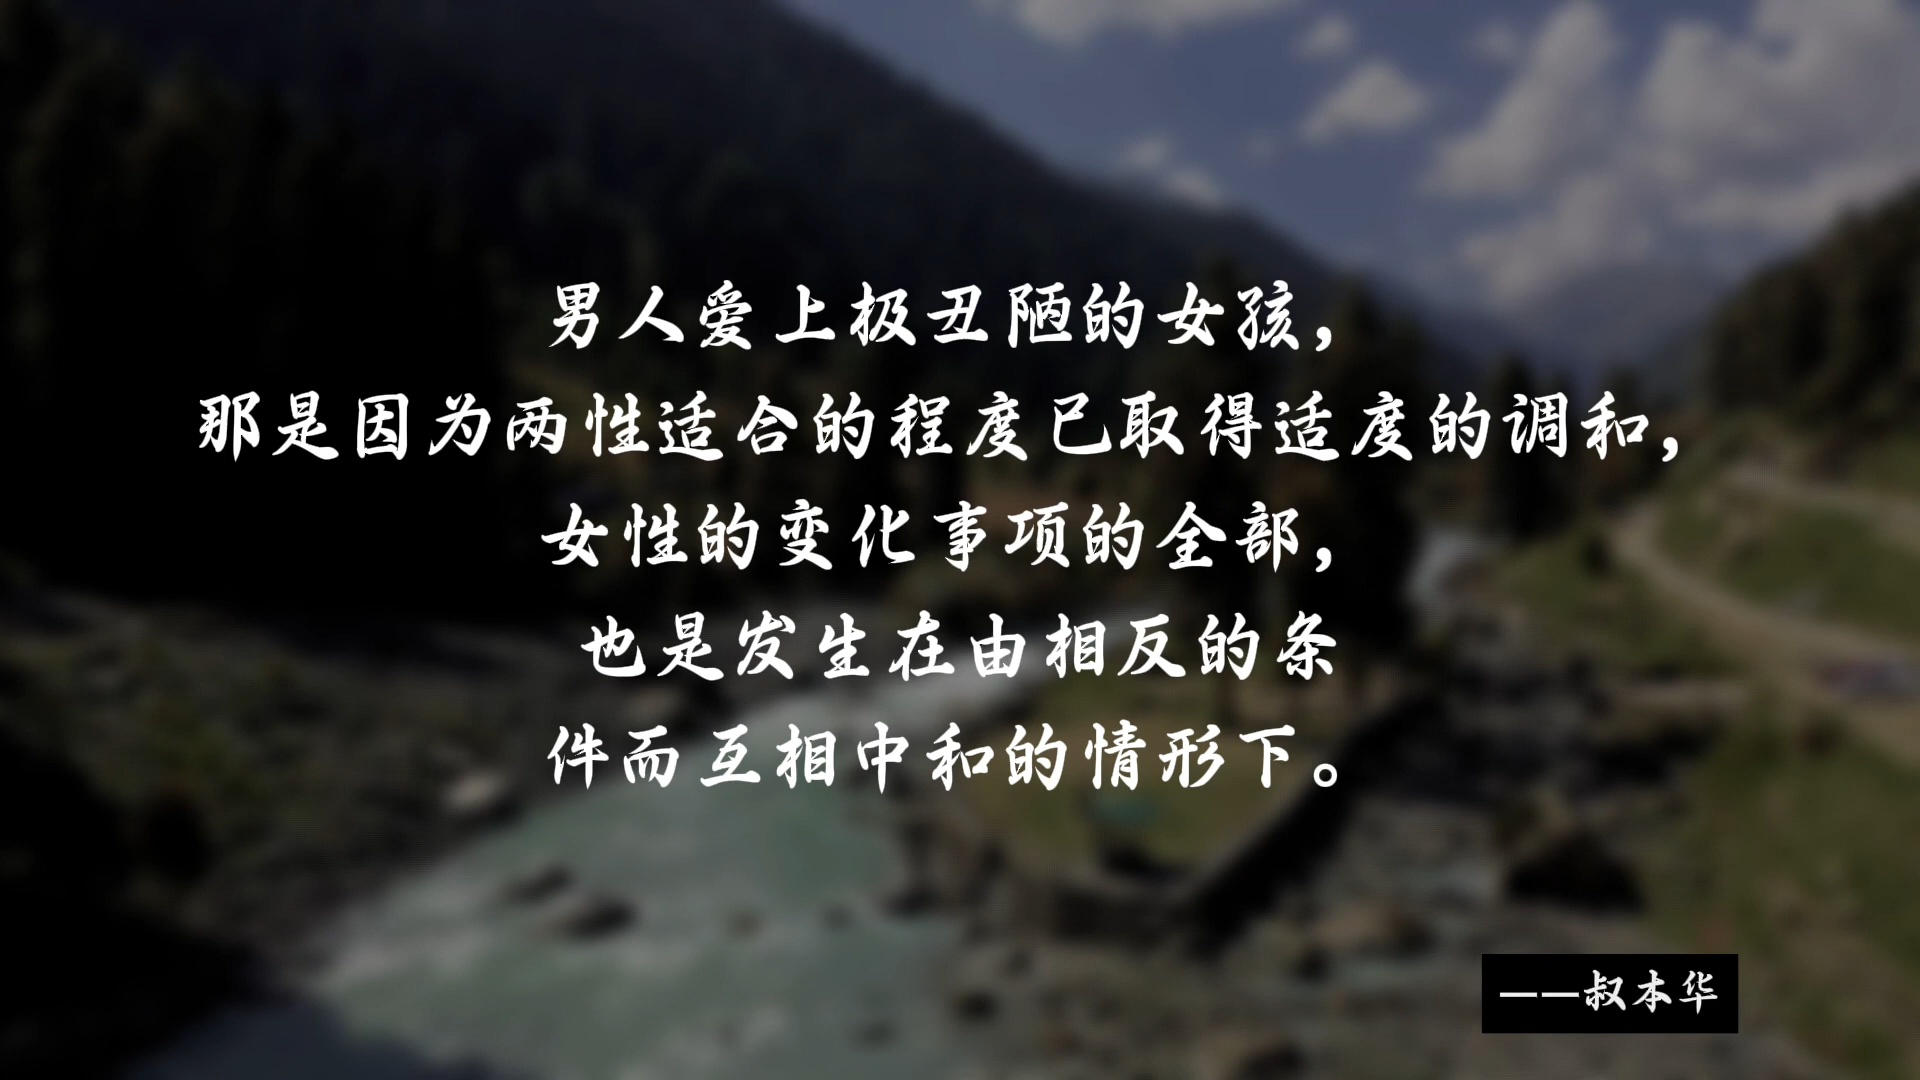 男人爱上极丑陋的女孩，
那是因为两性适合的程度已取得适度的调和，
女性的变化事项的全部，
也是发生在由相反的条
件而互相中和的情形下。
——叔本华